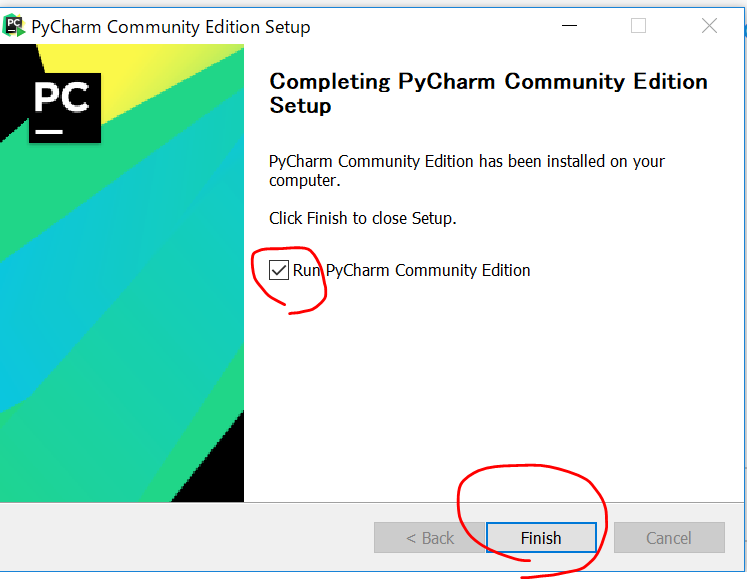 PyCharm Community Edition Setup
PC
PC
Completing PyCharm Community Edition
Setup
PyCharm Community Edition has been installed on your
computer.
Click Finish to close Setup.
Run PyCharm Community Edition
< Back
Finish
Cancel